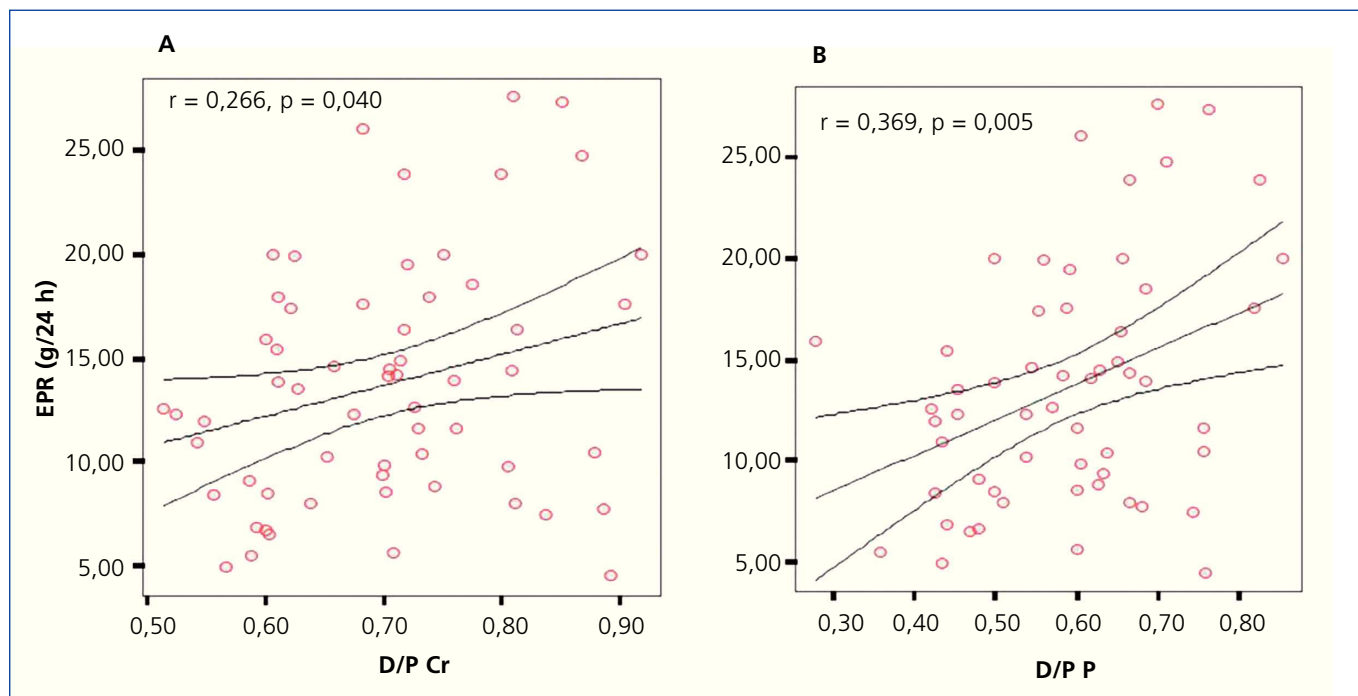 A
r = 0,266, p = 0,040
EPR (g/24 h)
25,00
20,00
15,00
10,00
5,00
0,50 0,60 0,70 0,80 0,90
D/P Cr
B
r = 0,369, p = 0,005
25,00
20,00
15,00
10,00
5,00
0,30 0,40 0,50 0,60 0,70 0,80
D/P P